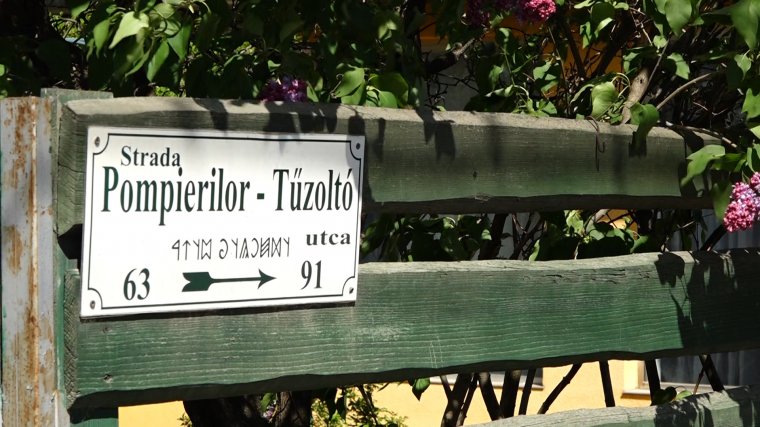 Strada
Pompierilor - Tűzoltó
utca
63 → 91